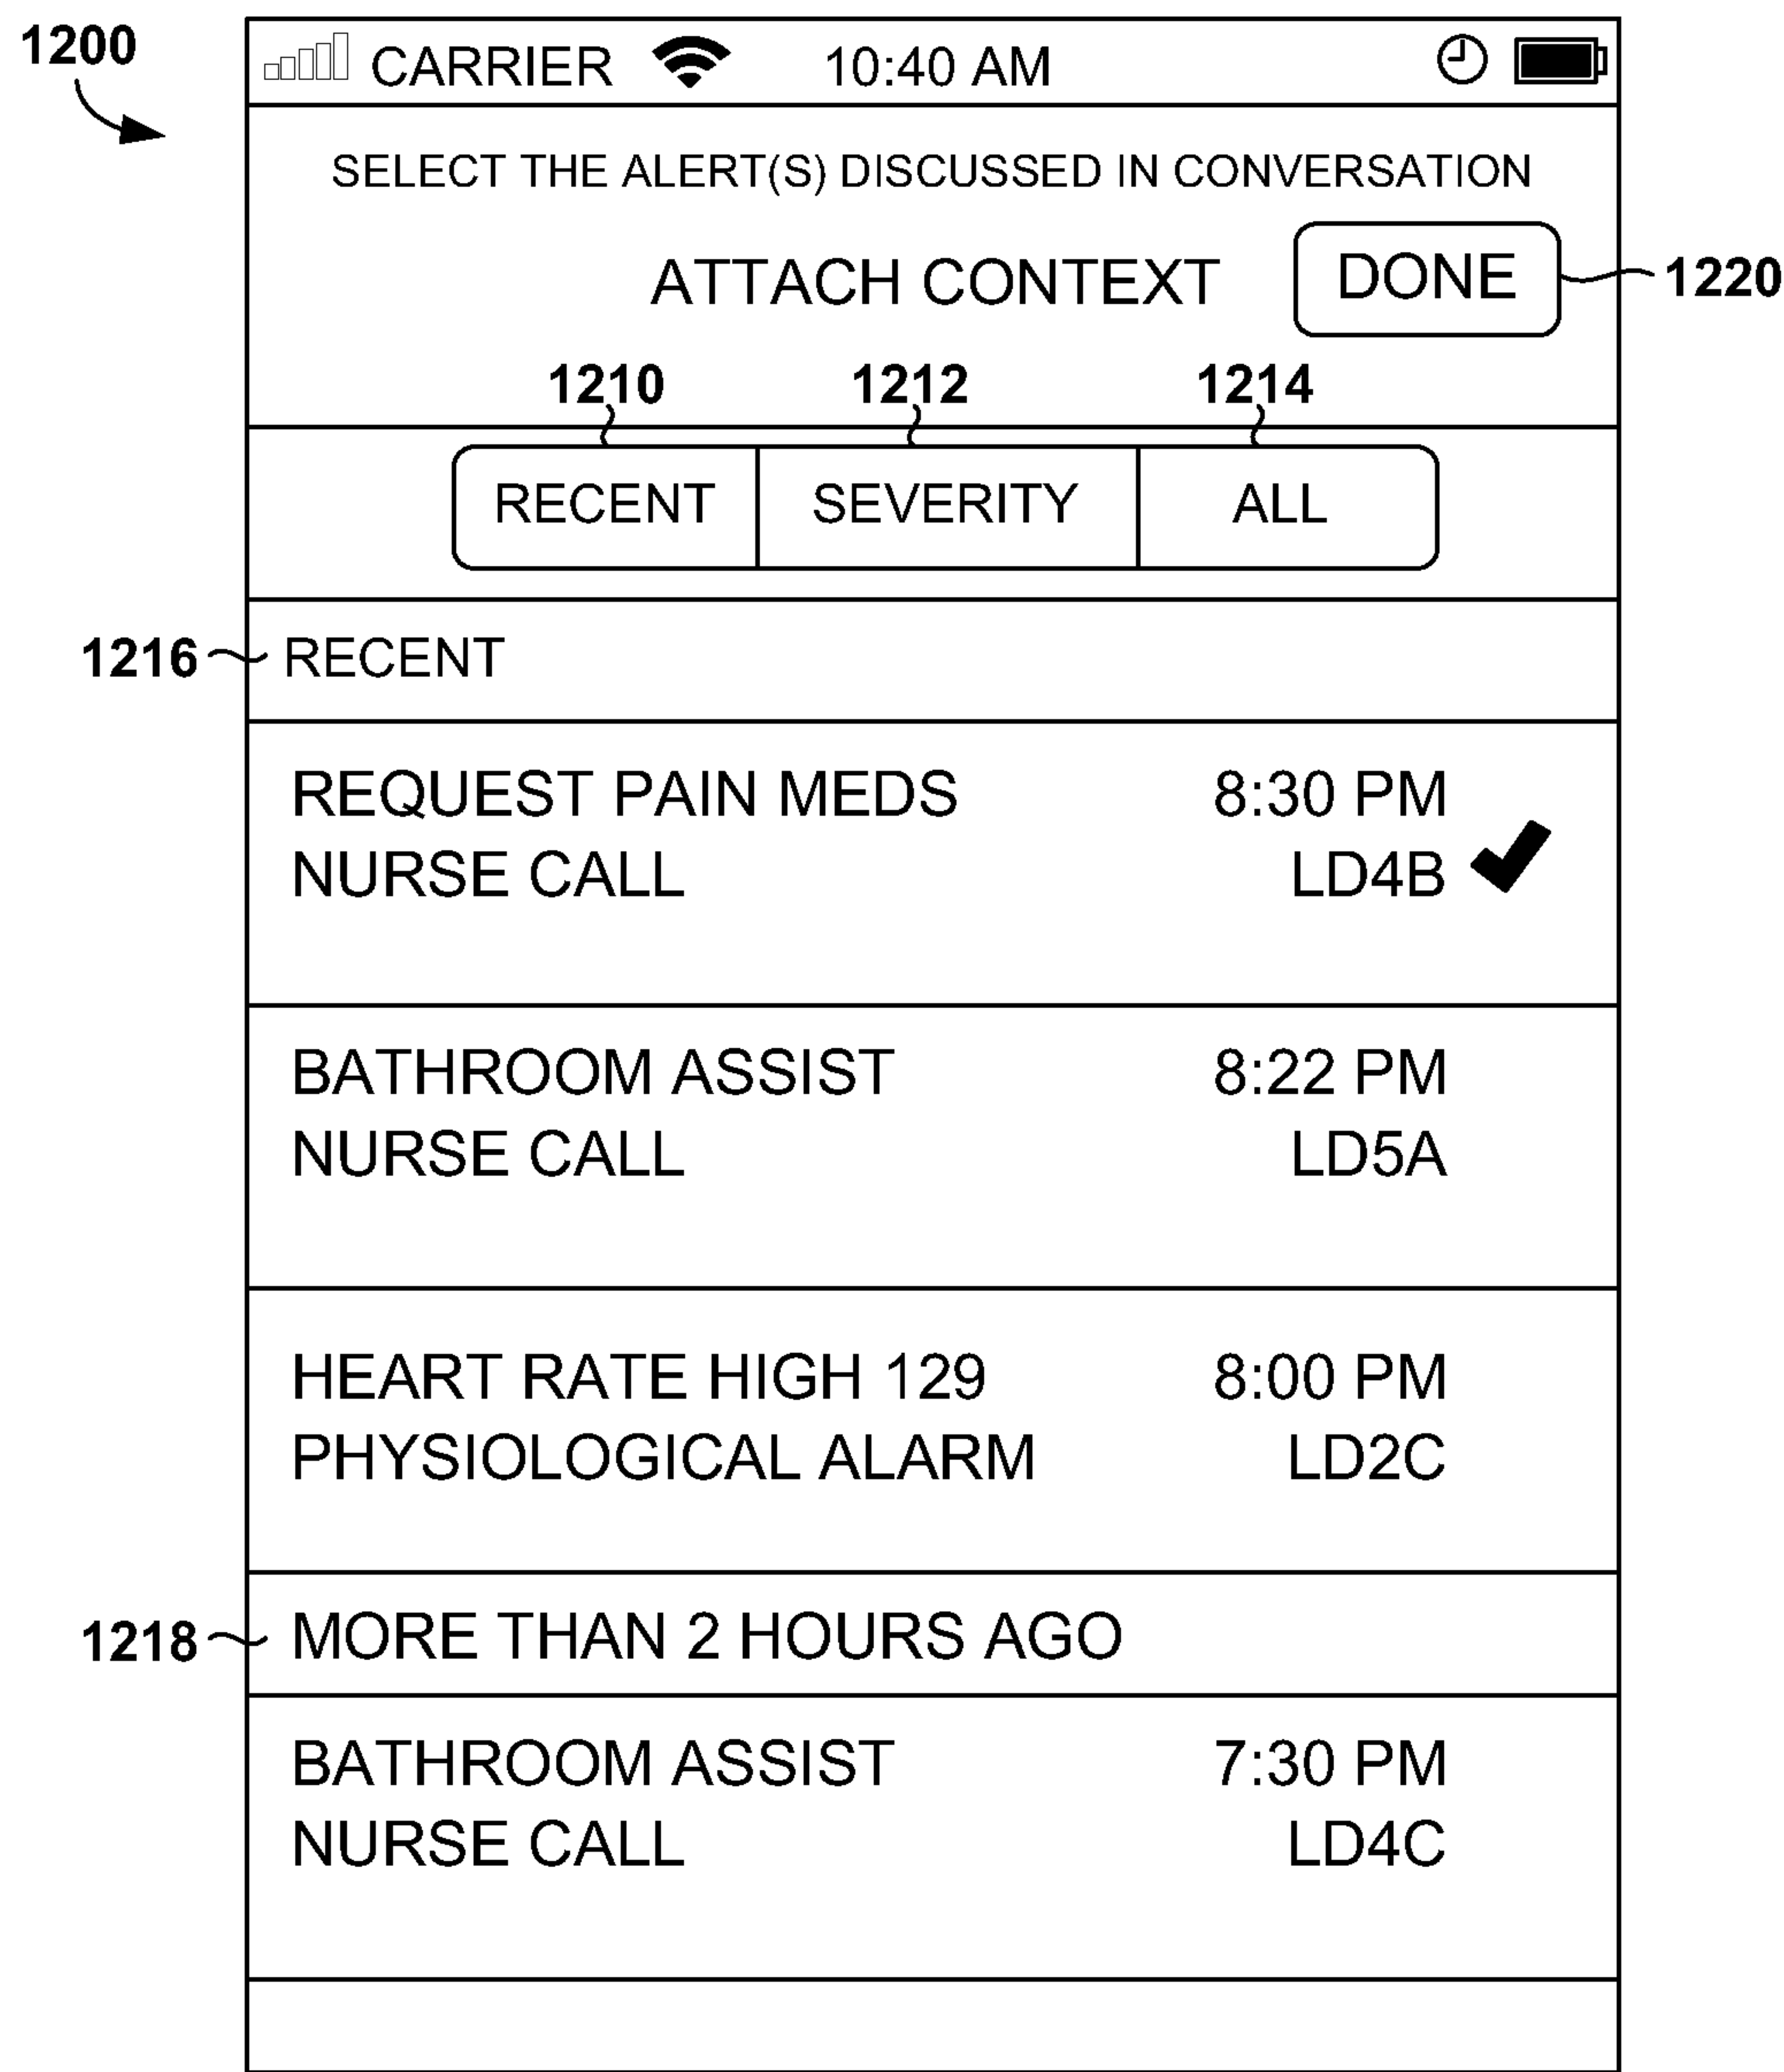 1200
CARRIER 10:40 AM
SELECT THE ALERT(S) DISCUSSED IN CONVERSATION
ATTACH CONTEXT DONE 1220
1210 1212 1214
RECENT SEVERITY ALL
1216 RECENT
REQUEST PAIN MEDS 8:30 PM
NURSE CALL LD4B
BATHROOM ASSIST 8:22 PM
NURSE CALL LD5A
HEART RATE HIGH 129 8:00 PM
PHYSIOLOGICAL ALARM LD2C
1218 MORE THAN 2 HOURS AGO
BATHROOM ASSIST 7:30 PM
NURSE CALL LD4C